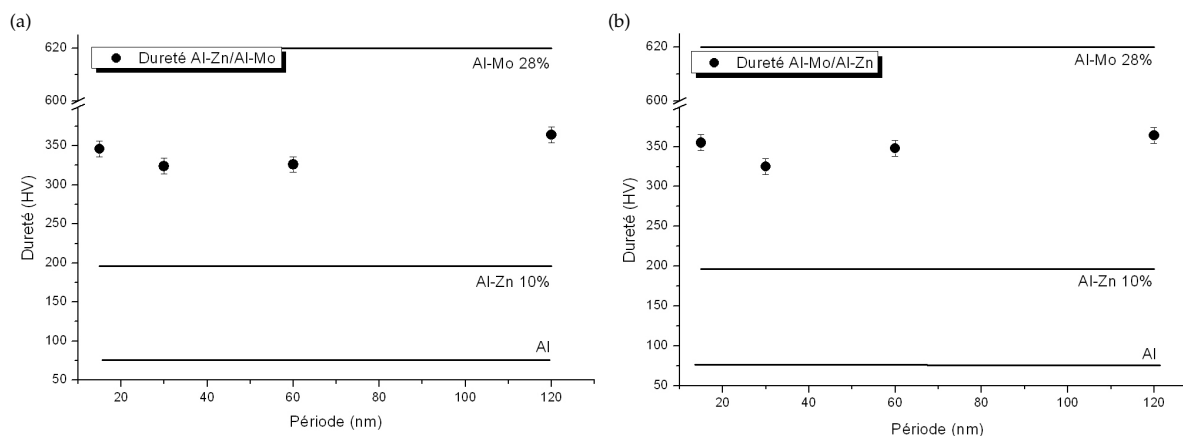 (a)
620
Dureté Al-Zn/Al-Mo
Al-Mo 28%
600
350
300
250
200
150
100
50
Dureté (HV)
Al-Zn 10%
Al
20
40
60
80
100
120
Période (nm)
(b)
620
Dureté Al-Mo/Al-Zn
Al-Mo 28%
600
350
300
250
200
150
100
50
Dureté (HV)
Al-Zn 10%
Al
20
40
60
80
100
120
Période (nm)